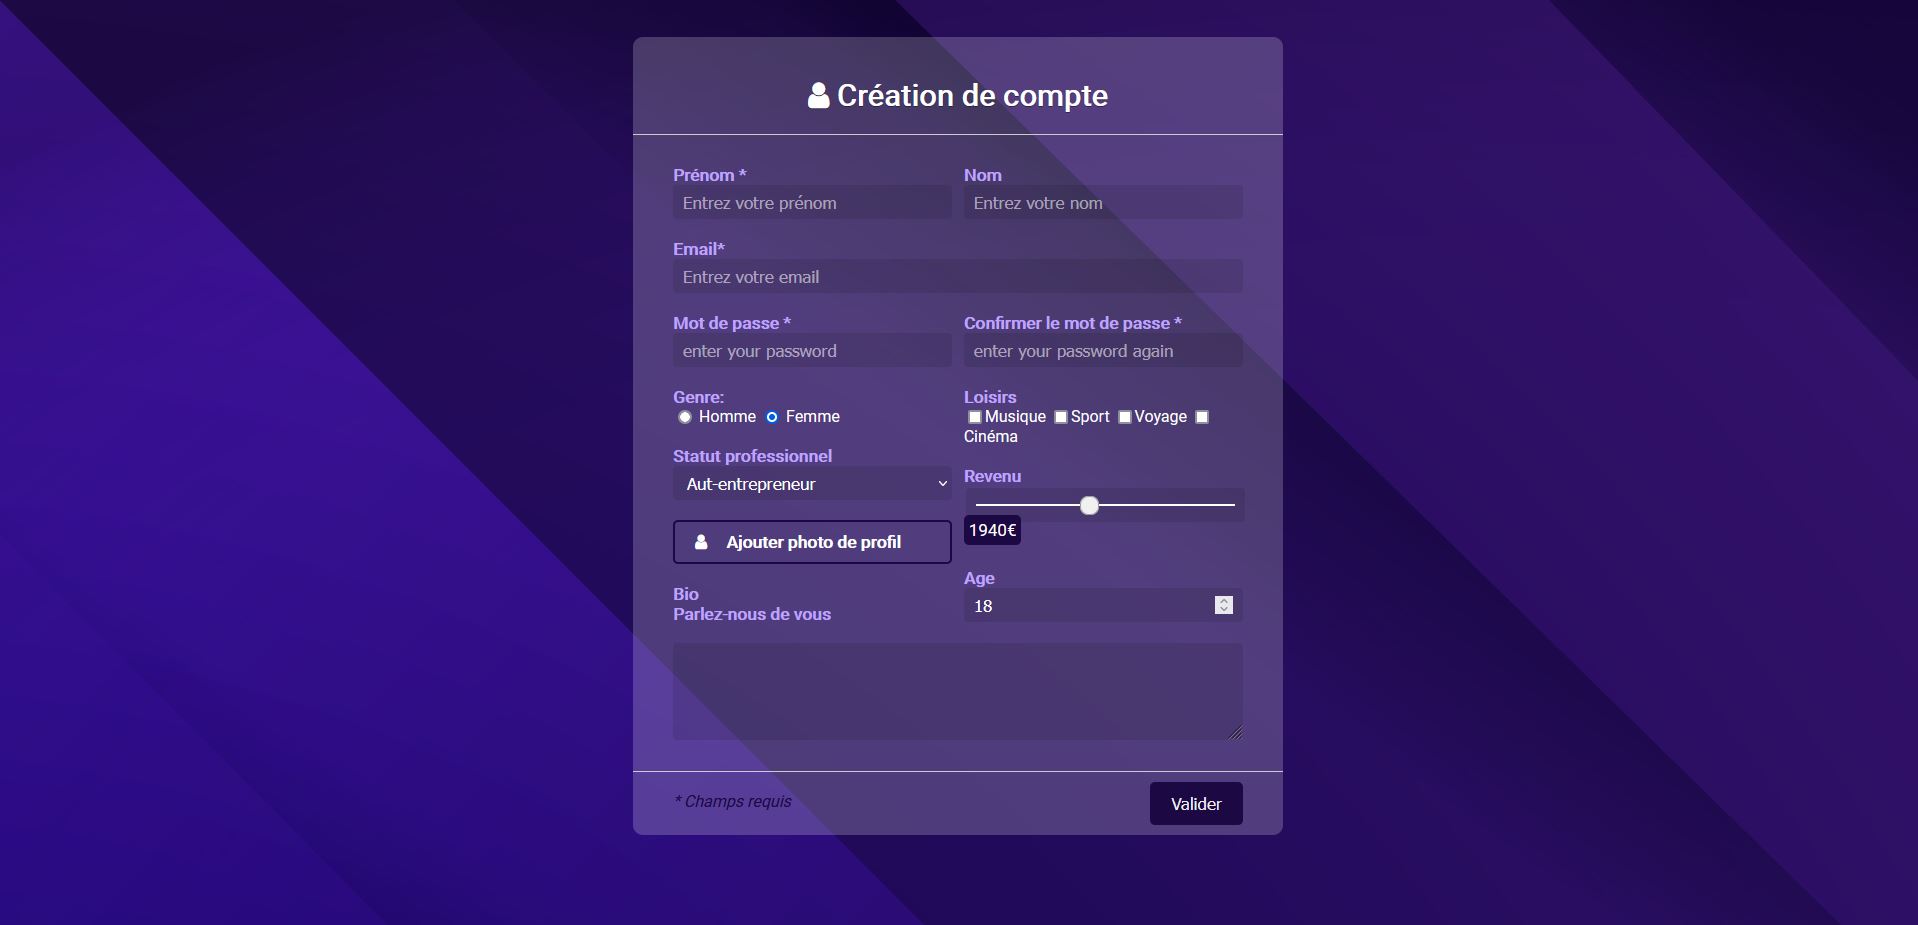 Création de compte
Prénom *
Nom
Entrez votre prénom
Entrez votre nom
Email*
Entrez votre email
Mot de passe *
Confirmer le mot de passe *
enter your password
enter your password again
Genre:
Homme Femme
Loisirs
Musique Sport Voyage
Cinéma
Statut professionnel
Aut-entrepreneur
Revenu
1940€
Ajouter photo de profil
Age
18
Bio
Parlez-nous de vous
* Champs requis
Valider